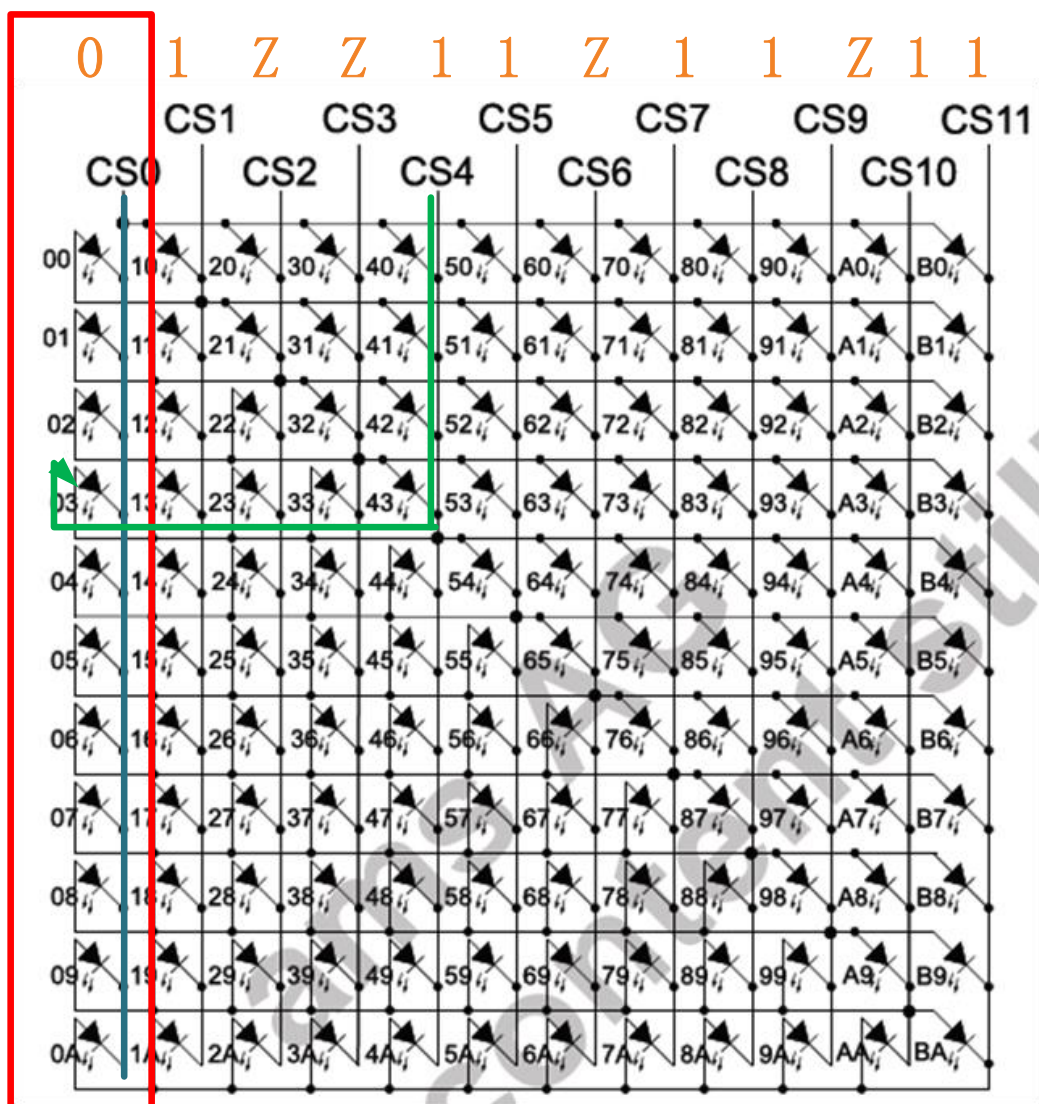 0 1 Z Z 1 1 Z 1 1 Z 1 1
CS1 CS3 CS5 CS7 CS9 CS11
CS0 CS2 CS4 CS6 CS8 CS10
00 10 20 30 40 50 60 70 80 90 A0 B0
01 11 21 31 41 51 61 71 81 91 A1 B1
02 12 22 32 42 52 62 72 82 92 A2 B2
03 13 23 33 43 53 63 73 83 93 A3 B3
04 14 24 34 44 54 64 74 84 94 A4 B4
05 15 25 35 45 55 65 75 85 95 A5 B5
06 16 26 36 46 56 66 76 86 96 A6 B6
07 17 27 37 47 57 67 77 87 97 A7 B7
08 18 28 38 48 58 68 78 88 98 A8 B8
09 19 29 39 49 59 69 79 89 99 A9 B9
0A 1A 2A 3A 4A 5A 6A 7A 8A 9A AA BA
ams AG
content still